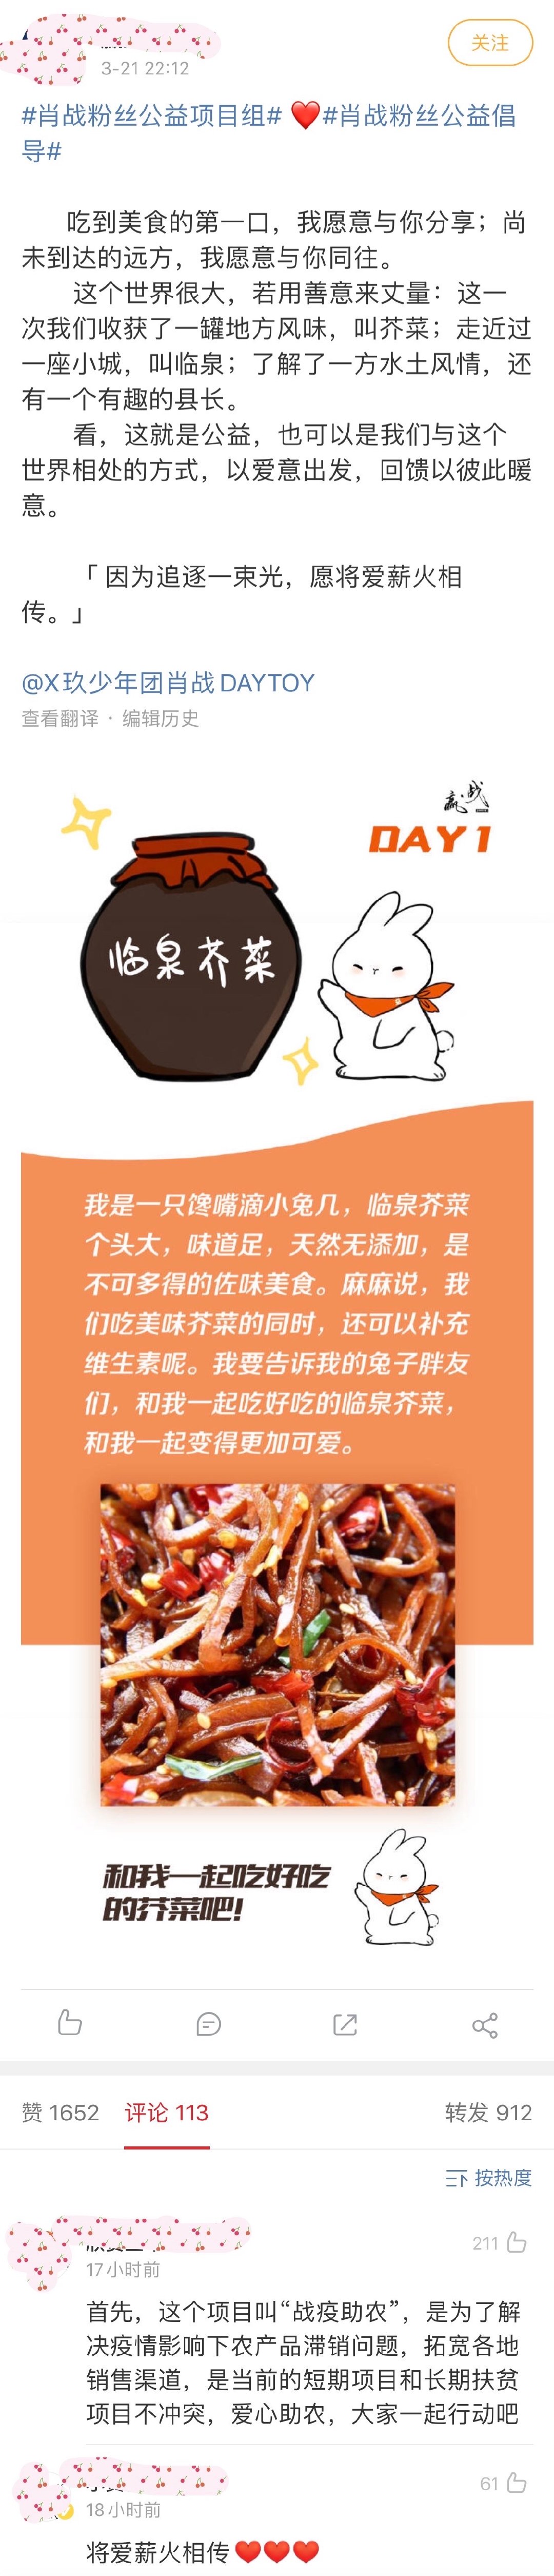 3-21 22:12
关注
#肖战粉丝公益项目组# ❤️#肖战粉丝公益倡
导#
吃到美食的第一口，我愿意与你分享；尚
未到达的远方，我愿意与你同往。
这个世界很大，若用善意来丈量：这一
次我们收获了一罐地方风味，叫芥菜；走近过
一座小城，叫临泉；了解了一方水土风情，还
有一个有趣的县长。
看，这就是公益，也可以是我们与这个
世界相处的方式，以爱意出发，回馈以彼此暖
意。
「 因为追逐一束光，愿将爱薪火相
传。」
@X玖少年团肖战DAYTOY
查看翻译 · 编辑历史
赢战
DAY1
临泉芥菜
我是一只馋嘴滴小兔几，临泉芥菜
个头大，味道足，天然无添加，是
不可多得的佐味美食。麻麻说，我
们吃美味芥菜的同时，还可以补充
维生素呢。我要告诉我的兔子胖友
们，和我一起吃好吃的临泉芥菜，
和我一起变得更加可爱。
和我一起吃好吃
的芥菜吧！
赞 1652 评论 113 转发 912
按热度
211
17小时前
首先，这个项目叫“战疫助农”，是为了解
决疫情影响下农产品滞销问题，拓宽各地
销售渠道，是当前的短期项目和长期扶贫
项目不冲突，爱心助农，大家一起行动吧
61
18小时前
将爱薪火相传❤️❤️❤️